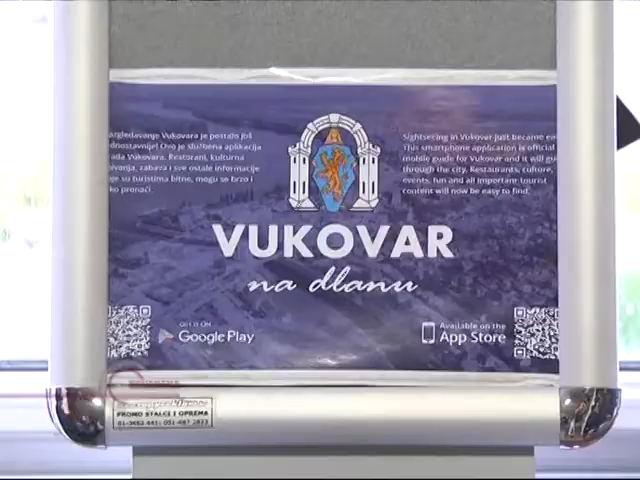 azgledavanje Vukovara je postalo još
dnostavnije! Ovo je službena aplikacija
ada Vukovara. Restorani, kulturna
ivanja, zabava i sve ostale informacije
je su turistima bitne, mogu se brzo i
ko pronaći.
Sightseeing in Vukovar just became ea
This smartphone application is official
mobile guide for Vukovar and it will gu
through the city. Restaurants, culture,
events, fun and all important tourist
content will now be easy to find.
VUKOVAR
na dlanu
GET IT ON
Google Play
Available on the
App Store
PROMO STALCI I OPREMA